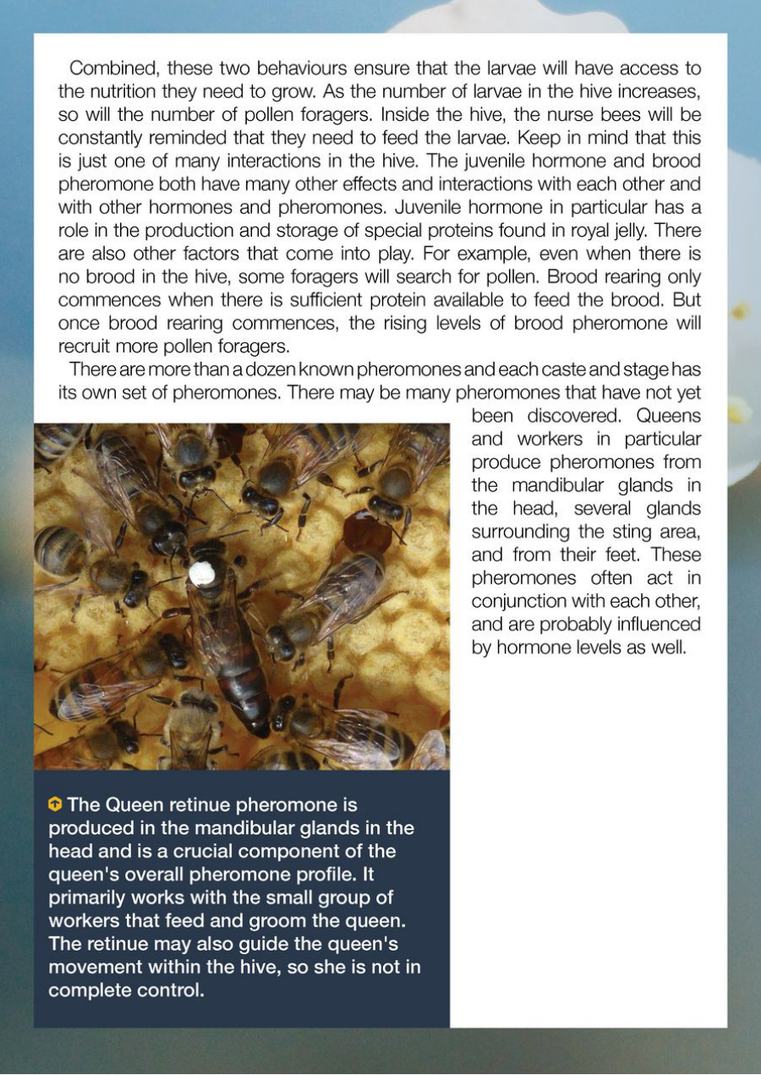 Combined, these two behaviours ensure that the larvae will have access to
the nutrition they need to grow. As the number of larvae in the hive increases,
so will the number of pollen foragers. Inside the hive, the nurse bees will be
constantly reminded that they need to feed the larvae. Keep in mind that this
is just one of many interactions in the hive. The juvenile hormone and brood
pheromone both have many other effects and interactions with each other and
with other hormones and pheromones. Juvenile hormone in particular has a
role in the production and storage of special proteins found in royal jelly. There
are also other factors that come into play. For example, even when there is
no brood in the hive, some foragers will search for pollen. Brood rearing only
commences when there is sufficient protein available to feed the brood. But
once brood rearing commences, the rising levels of brood pheromone will
recruit more pollen foragers.
There are more than a dozen known pheromones and each caste and stage has
its own set of pheromones. There may be many pheromones that have not yet
been discovered. Queens
and workers in particular
produce pheromones from
the mandibular glands in
the head, several glands
surrounding the sting area,
and from their feet. These
pheromones often act in
conjunction with each other,
and are probably influenced
by hormone levels as well.
The Queen retinue pheromone is
produced in the mandibular glands in the
head and is a crucial component of the
queen's overall pheromone profile. It
primarily works with the small group of
workers that feed and groom the queen.
The retinue may also guide the queen's
movement within the hive, so she is not in
complete control.